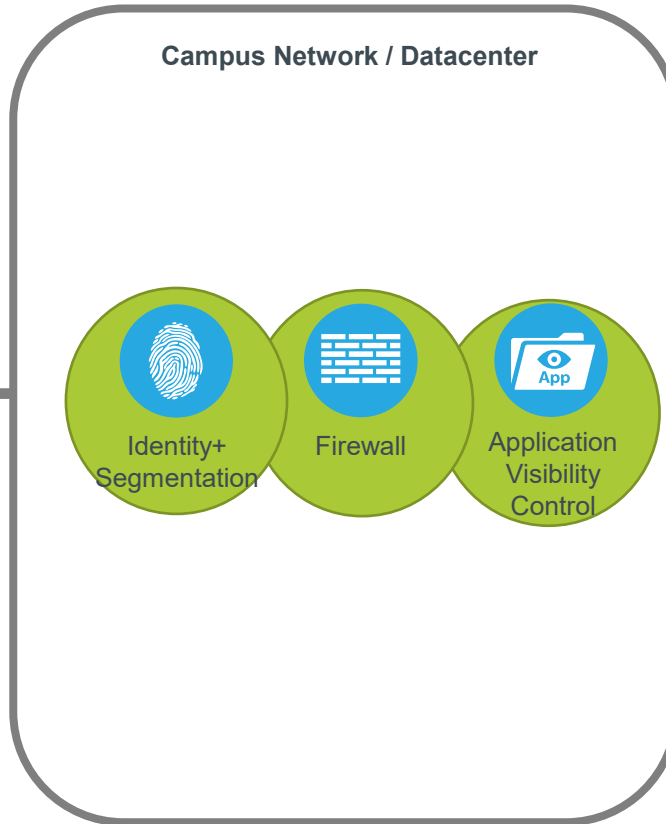 Campus Network / Datacenter
App
Identity+
Segmentation
Firewall
Application
Visibility
Control